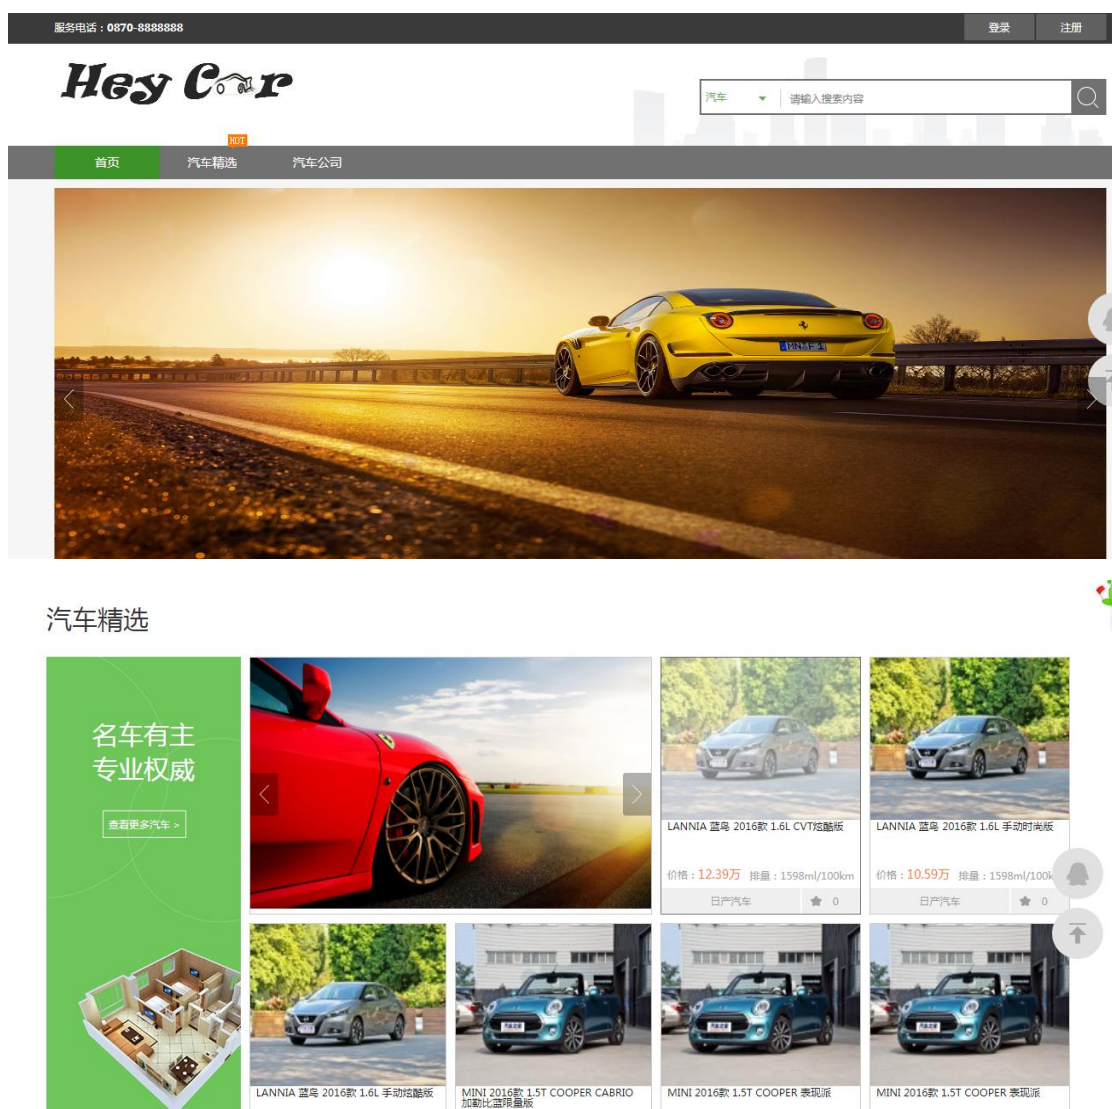 服务电话：0870-8888888
登录
注册
Hey Car
汽车
请输入搜索内容
HOT
首页
汽车精选
汽车公司
MN F 1
汽车精选
名车有主
专业权威
查看更多汽车 >
LANNIA 蓝鸟 2016款 1.6L CVT炫酷版
价格：12.39万 排量：1598ml/100km
日产汽车
0
LANNIA 蓝鸟 2016款 1.6L 手动时尚版
价格：10.59万 排量：1598ml/100k
日产汽车
0
LANNIA 蓝鸟 2016款 1.6L 手动炫酷版
MINI 2016款 1.5T COOPER CABRIO
加勒比蓝限量版
MINI 2016款 1.5T COOPER 表现派
MINI 2016款 1.5T COOPER 表现派